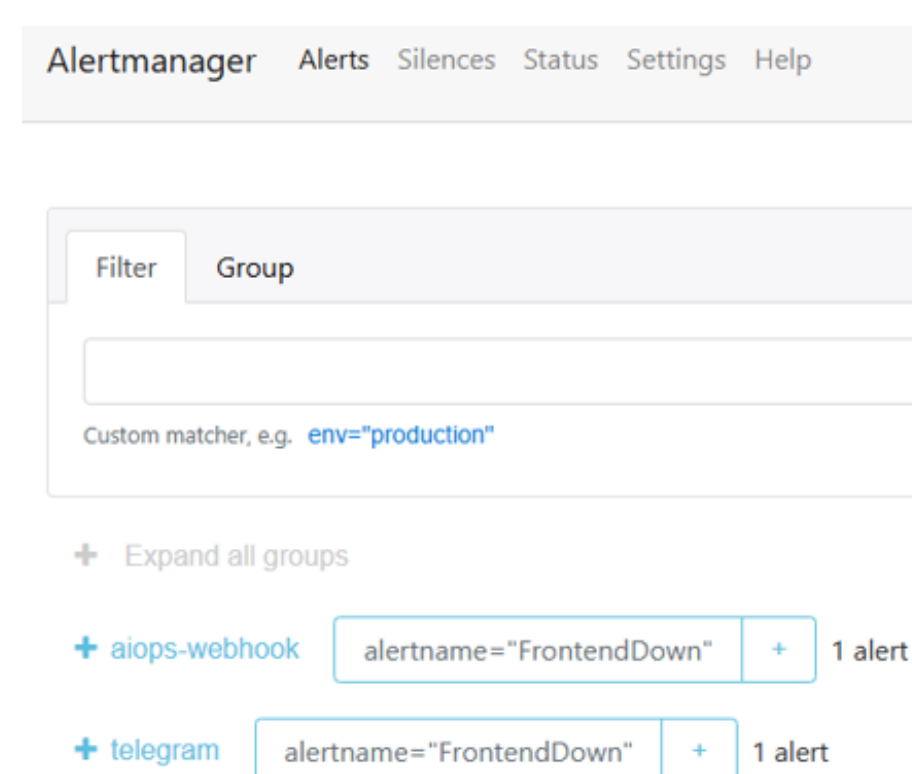 Alertmanager Alerts Silences Status Settings Help
Filter Group
Custom matcher, e.g. env="production"
+ Expand all groups
+ aiops-webhook alertname="FrontendDown" + 1 alert
+ telegram alertname="FrontendDown" + 1 alert